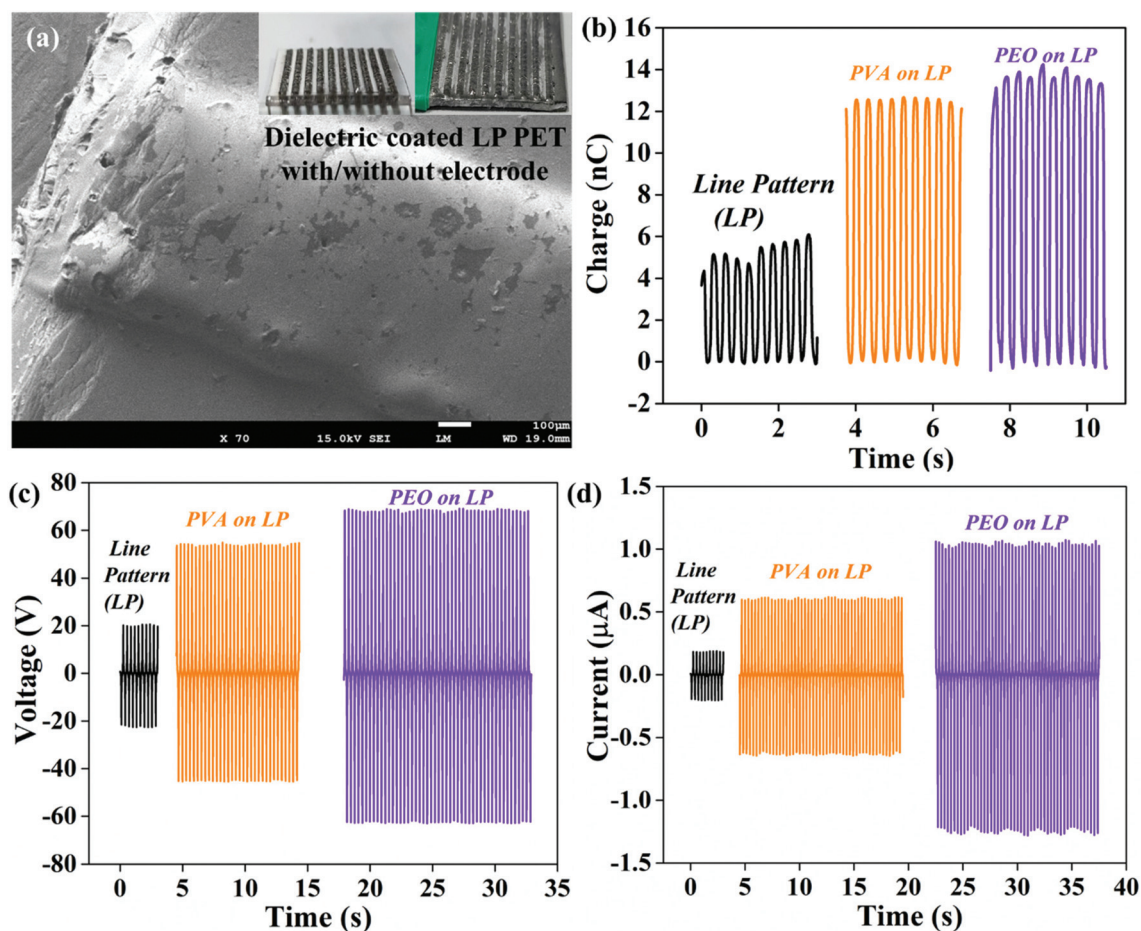 (a)
Dielectric coated LP PET
with/without electrode
X 70 15.0kV SEI LM WD 19.0mm
100μm
(b)
Charge (nC)
16
14
12
10
8
6
4
2
0
-2
Line Pattern
(LP)
PVA on LP
PEO on LP
0 2 4 6 8 10
Time (s)
(c)
Voltage (V)
80
60
40
20
0
-20
-40
-60
-80
Line
Pattern
(LP)
PVA on LP
PEO on LP
0 5 10 15 20 25 30 35
Time (s)
(d)
Current (μA)
1.5
1.0
0.5
0.0
-0.5
-1.0
-1.5
Line
Pattern
(LP)
PVA on LP
PEO on LP
0 5 10 15 20 25 30 35 40
Time (s)